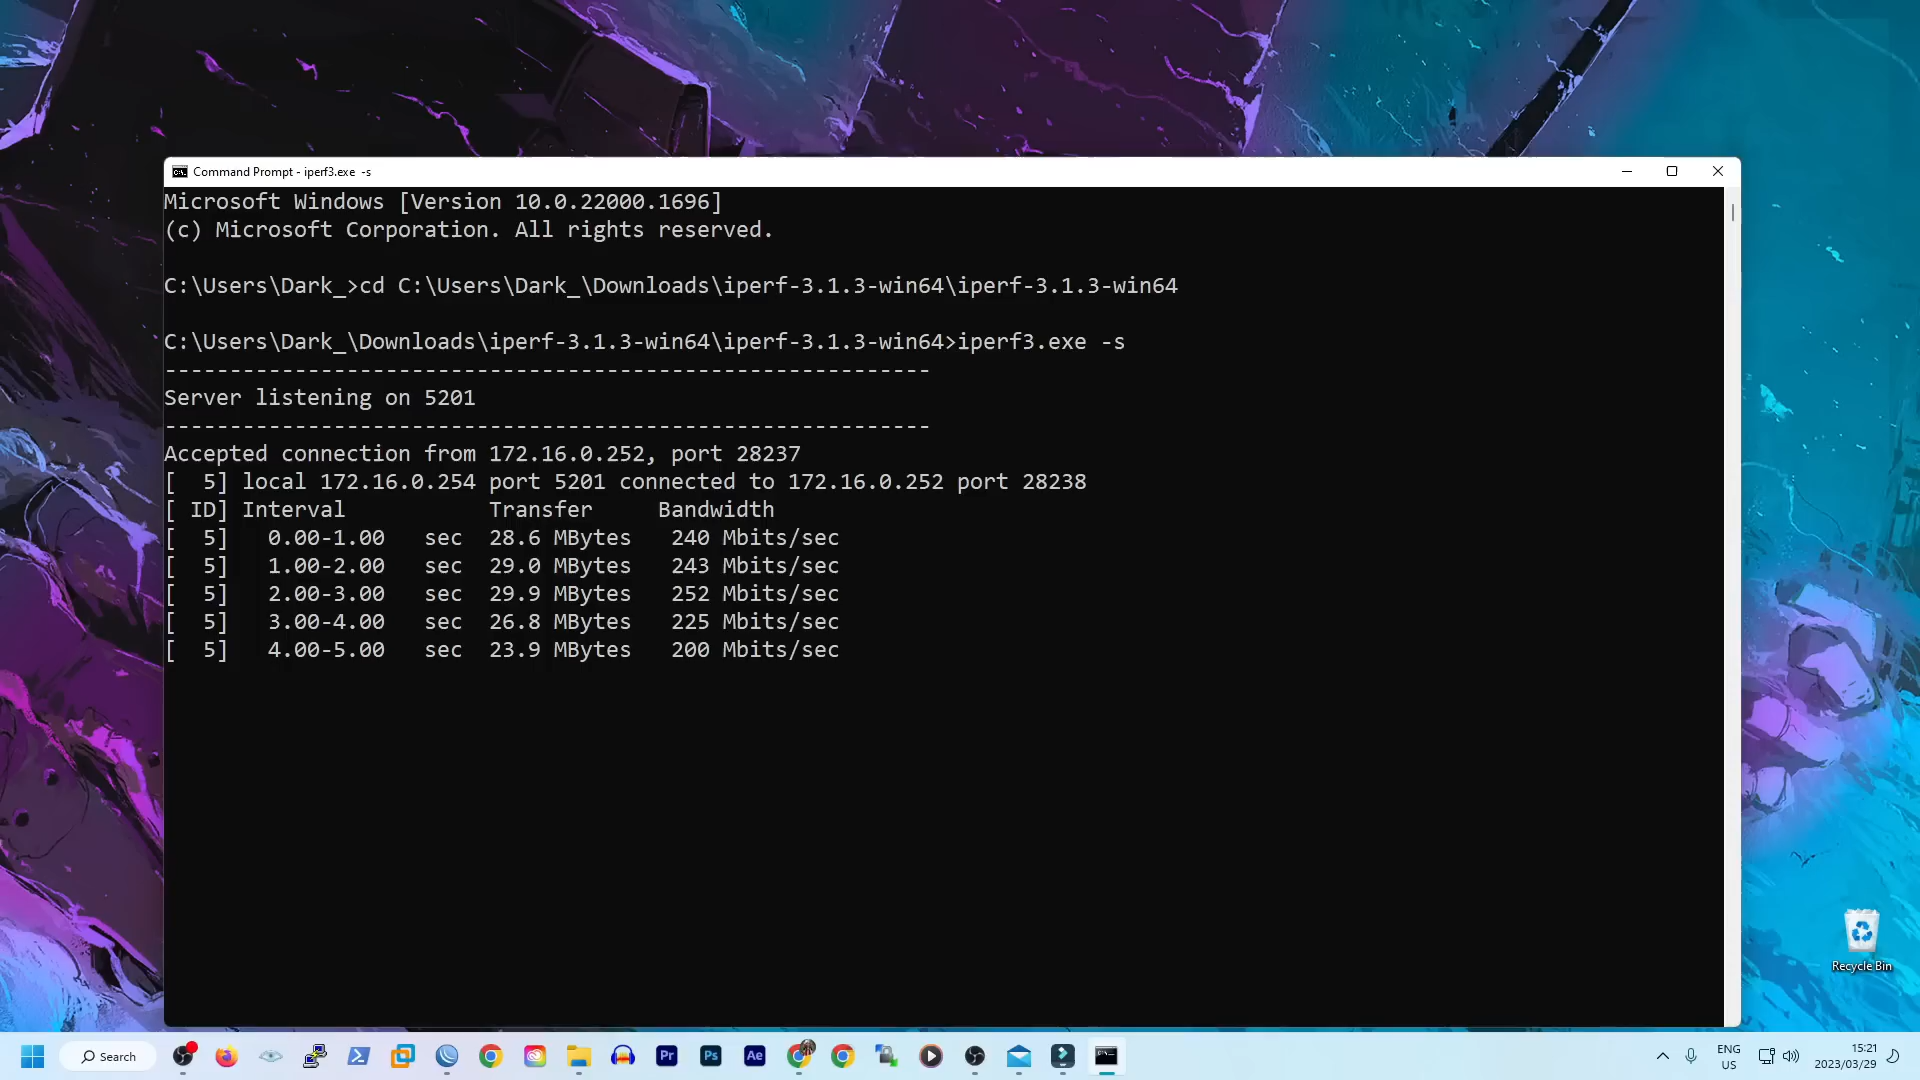 Command Prompt - iperf3.exe -s
Microsoft Windows [Version 10.0.22000.1696]
(c) Microsoft Corporation. All rights reserved.
C:\Users\Dark_>cd C:\Users\Dark_\Downloads\iperf-3.1.3-win64\iperf-3.1.3-win64
C:\Users\Dark_\Downloads\iperf-3.1.3-win64\iperf-3.1.3-win64>iperf3.exe -s
-----------------------------------------------------------
Server listening on 5201
-----------------------------------------------------------
Accepted connection from 172.16.0.252, port 28237
[  5] local 172.16.0.254 port 5201 connected to 172.16.0.252 port 28238
[ ID] Interval           Transfer     Bandwidth
[  5]   0.00-1.00   sec  28.6 MBytes   240 Mbits/sec
[  5]   1.00-2.00   sec  29.0 MBytes   243 Mbits/sec
[  5]   2.00-3.00   sec  29.9 MBytes   252 Mbits/sec
[  5]   3.00-4.00   sec  26.8 MBytes   225 Mbits/sec
[  5]   4.00-5.00   sec  23.9 MBytes   200 Mbits/sec
Recycle Bin
Search
Pr
Ps
Ae
ENG
US
15:21
2023/03/29